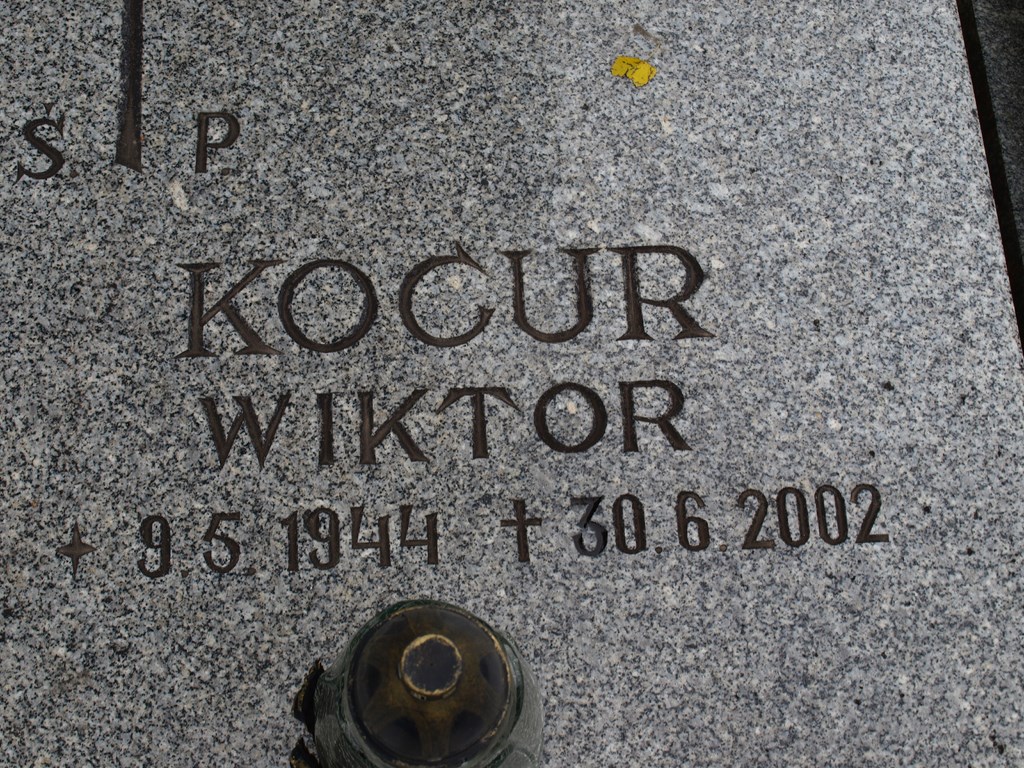 Ś. P.
KOCUR
WIKTOR
9.5.1944 † 30.6.2002